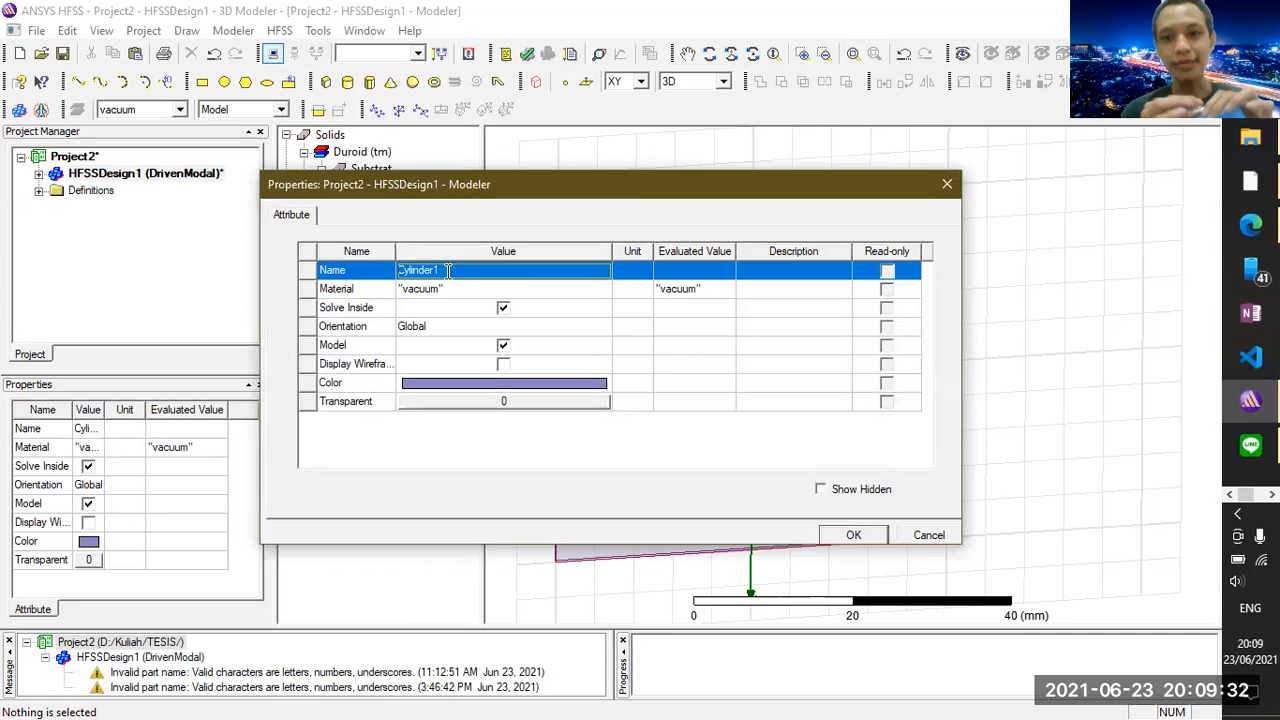 ANSYS HFSS - Project2 - HFSSDesign1 - 3D Modeler - [Project2 - HFSSDesign1 - Modeler]
File Edit View Project Draw Modeler HFSS Tools Window Help
XY 3D
vacuum Model
Project Manager
Project2*
HFSSDesign1 (DrivenModal)*
Definitions
Project
Solids
Duroid (tm)
Substrat
Properties: Project2 - HFSSDesign1 - Modeler
Attribute
Name Value Unit Evaluated Value Description Read-only
Name Cylinder1
Material "vacuum" "vacuum"
Solve Inside
Orientation Global
Model
Display Wirefra...
Color
Transparent 0
Show Hidden
OK Cancel
Properties
Name Value Unit Evaluated Value
Name Cyli...
Material "va... "vacuum"
Solve Inside
Orientation Global
Model
Display Wi...
Color
Transparent 0
Attribute
0 20 40 (mm)
Message
Project2 (D:/Kuliah/TESIS/)
HFSSDesign1 (DrivenModal)
Invalid part name: Valid characters are letters, numbers, underscores. (11:12:51 AM Jun 23, 2021)
Invalid part name: Valid characters are letters, numbers, underscores. (3:46:42 PM Jun 23, 2021)
Progress
Nothing is selected
NUM
41
ENG
20:09
23/06/2021
2021-06-23 20:09:32